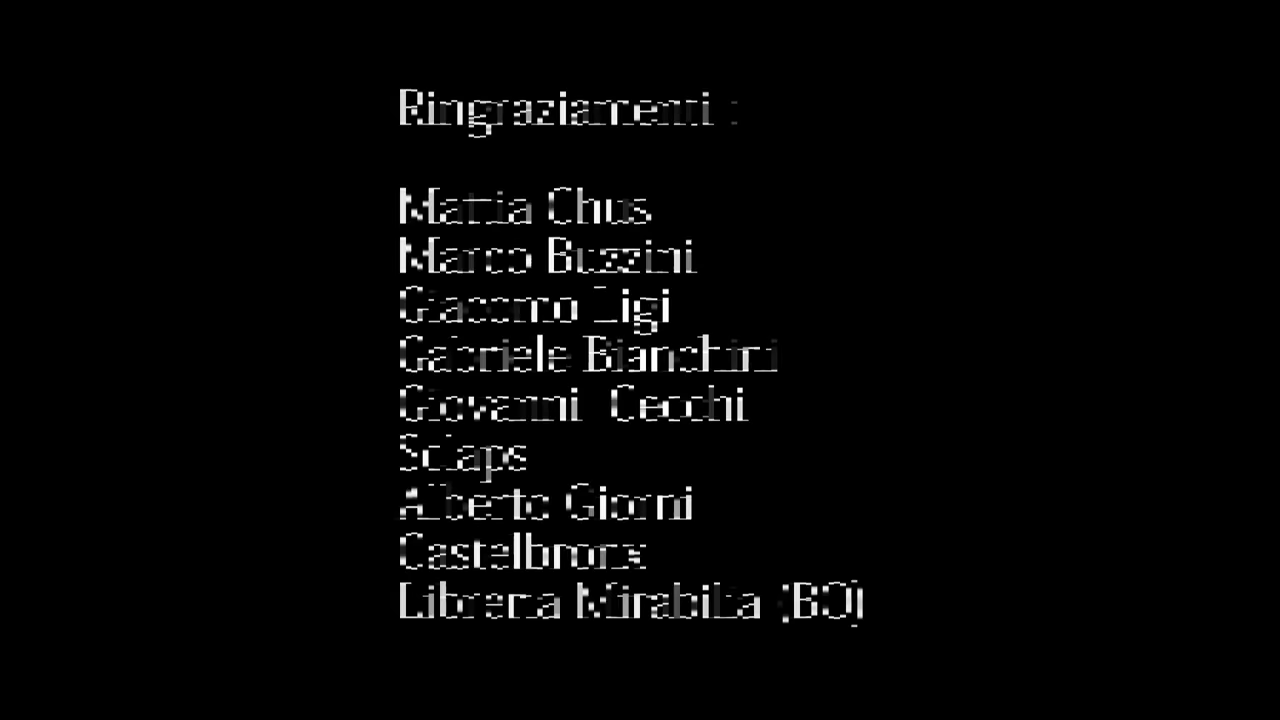 Ringraziamenti :
Mattia Chus
Marco Buzzini
Giacomo Ligi
Gabriele Bianchini
Giovanni Cecchi
Sciaps
Alberto Giorni
Castelbronx
Libreria Mirabilia (BO)